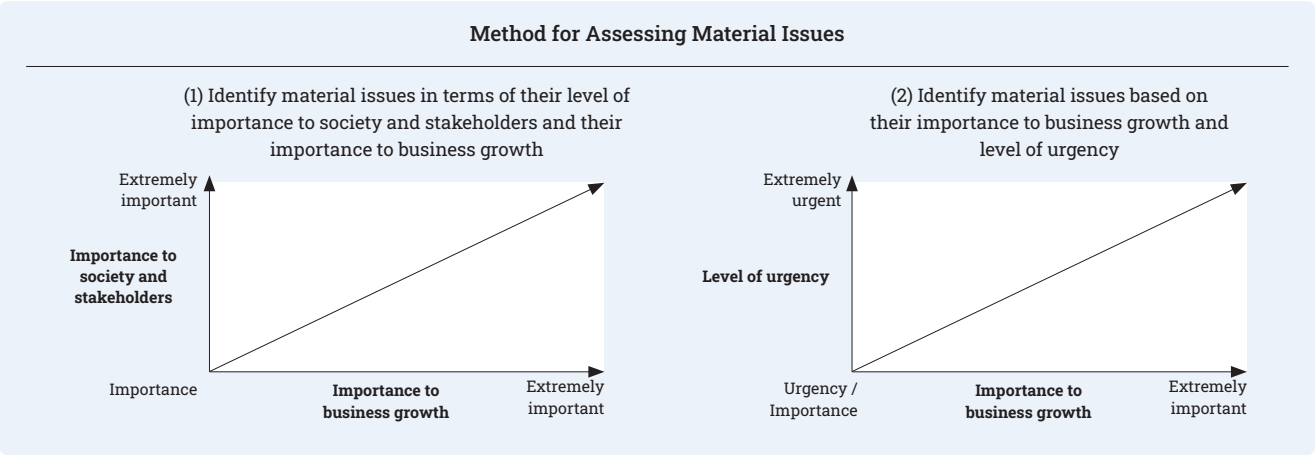 Method for Assessing Material Issues
(1) Identify material issues in terms of their level of
importance to society and stakeholders and their
importance to business growth
Extremely
important
Importance to
society and
stakeholders
Importance
Importance to
business growth
Extremely
important
(2) Identify material issues based on
their importance to business growth and
level of urgency
Extremely
urgent
Level of urgency
Urgency /
Importance
Importance to
business growth
Extremely
important